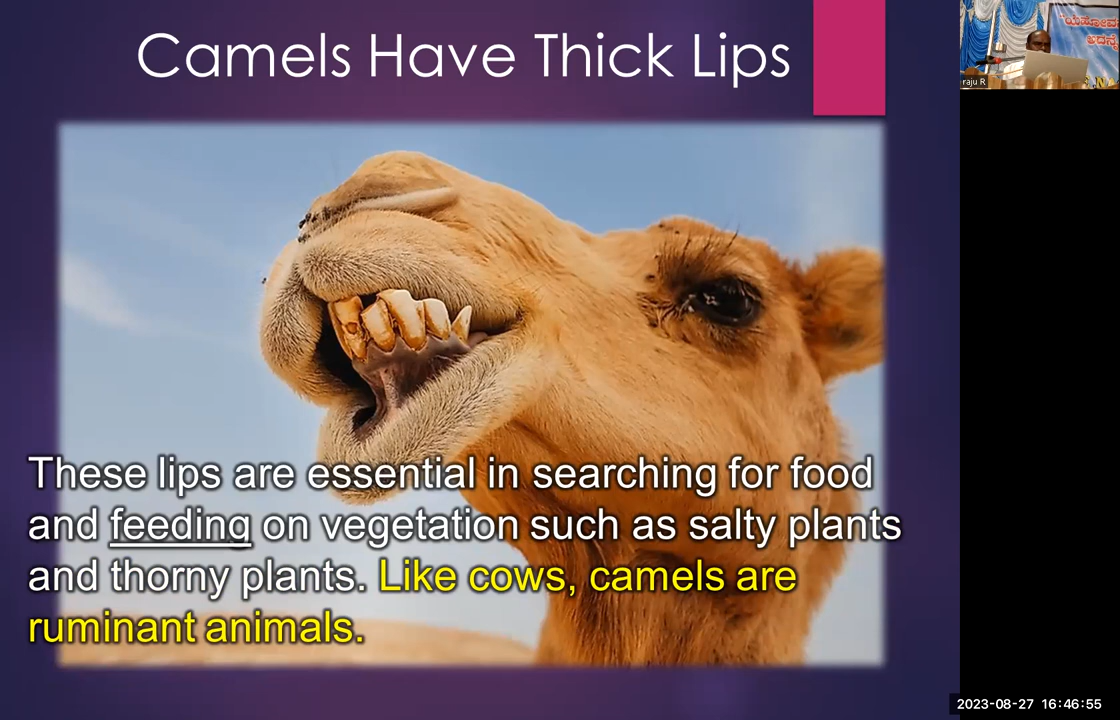 Camels Have Thick Lips
These lips are essential in searching for food
and feeding on vegetation such as salty plants
and thorny plants. Like cows, camels are
ruminant animals.
raju R
2023-08-27 16:46:55